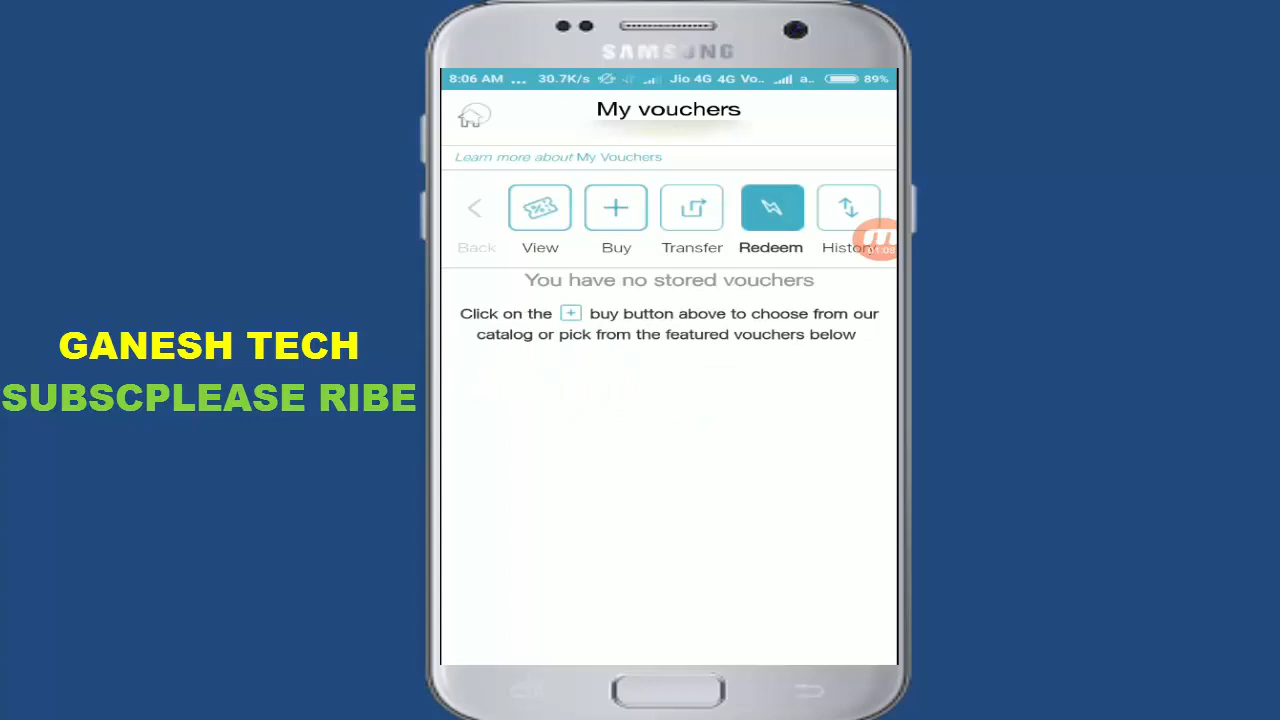 SAMSUNG
8:06 AM ... 30.7K/s Jio 4G 4G Vo.. a.. 89%
My vouchers
Learn more about My Vouchers
Back View Buy Transfer Redeem History
01:08
You have no stored vouchers
Click on the + buy button above to choose from our
catalog or pick from the featured vouchers below
GANESH TECH
SUBSCPLEASE RIBE